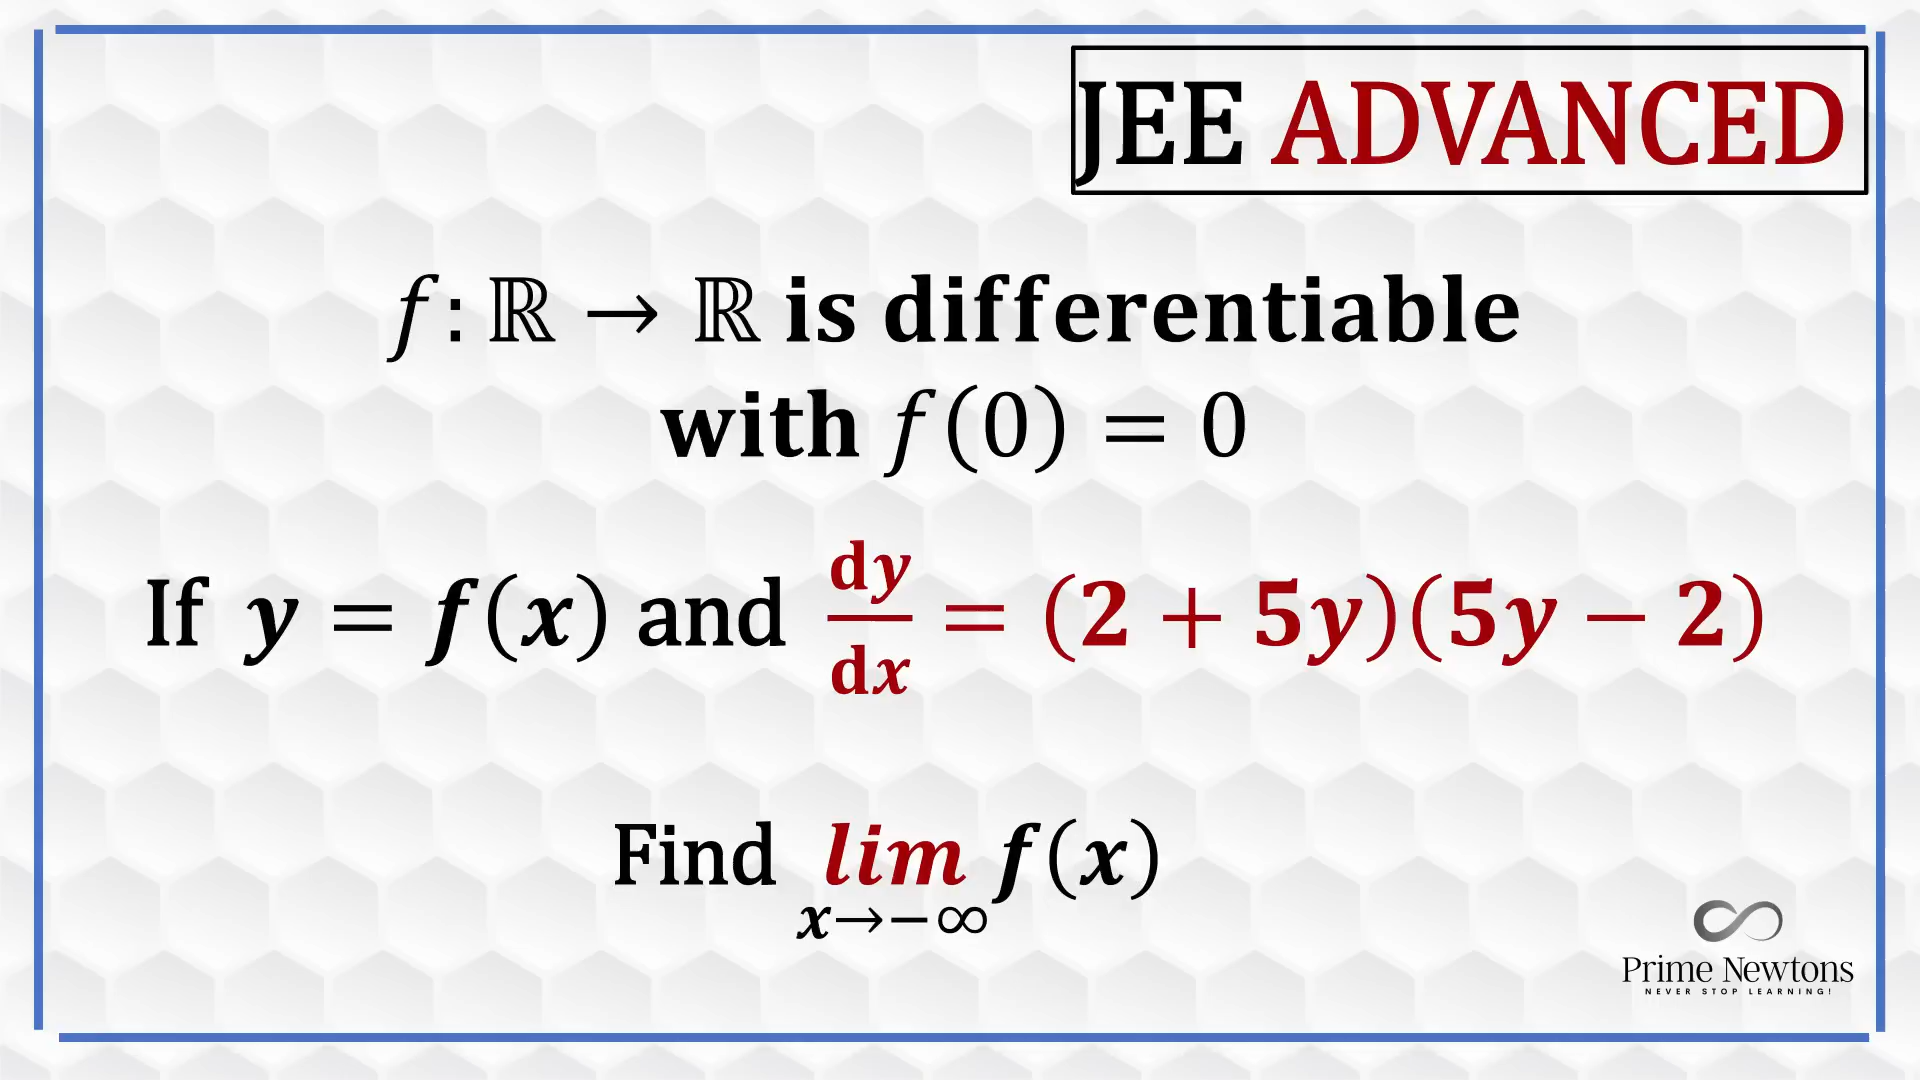 JEE ADVANCED
f: ℝ → ℝ is differentiable
with f(0) = 0
If y = f(x) and dy/dx = (2 + 5y)(5y − 2)
Find lim x→−∞ f(x)
Prime Newtons
NEVER STOP LEARNING!